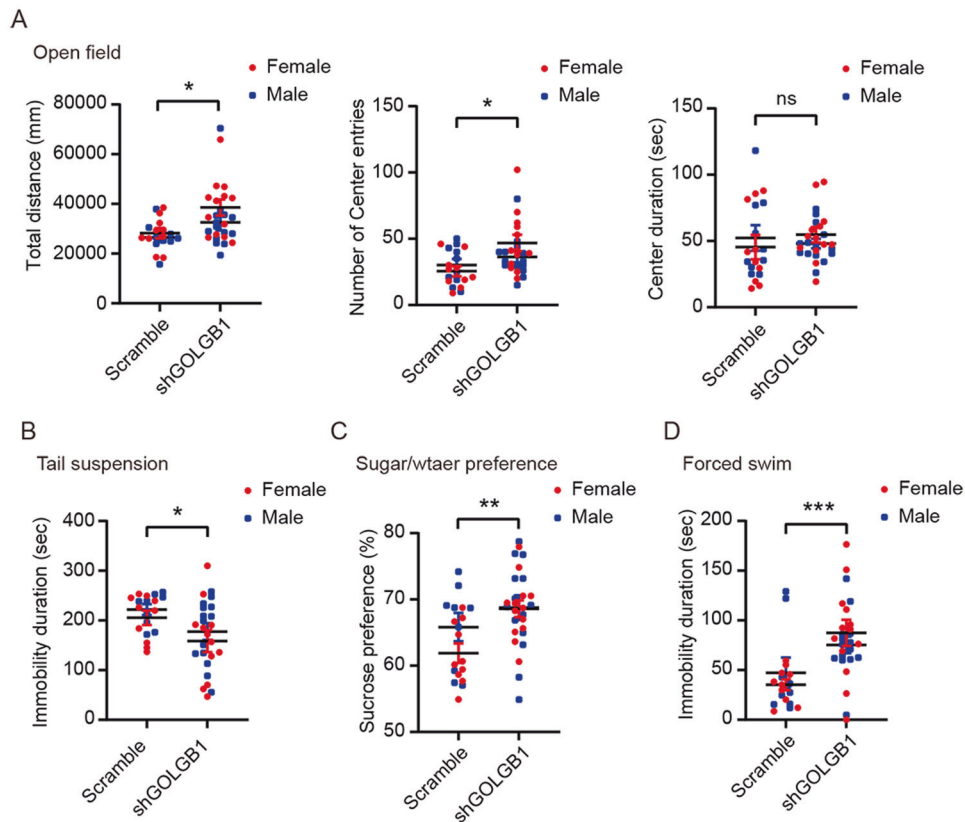 A
Open field
Female
Male
*
Total distance (mm)
80000
60000
40000
20000
0
Scramble
shGOLGB1
Female
Male
*
Number of Center entries
150
100
50
0
Scramble
shGOLGB1
Female
Male
ns
Center duration (sec)
150
100
50
0
Scramble
shGOLGB1
B
Tail suspension
Female
Male
*
Immobility duration (sec)
400
300
200
100
0
Scramble
shGOLGB1
C
Sugar/wtaer preference
Female
Male
**
Sucrose preference (%)
80
70
60
50
Scramble
shGOLGB1
D
Forced swim
Female
Male
***
Immobility duration (sec)
200
150
100
50
0
Scramble
shGOLGB1